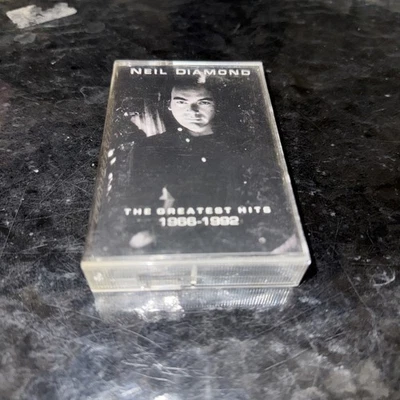 NEIL DIAMOND
THE GREATEST HITS
1966-1992